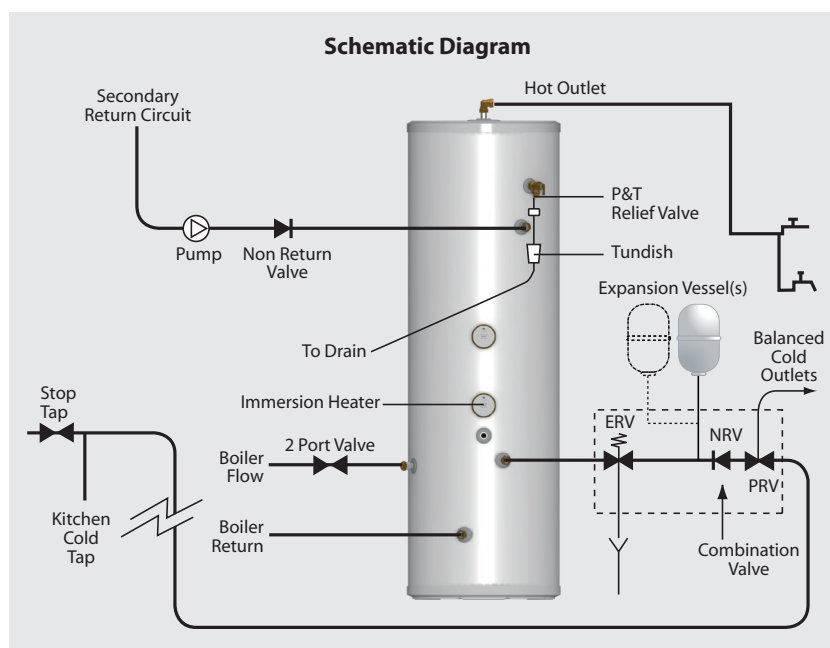 Schematic Diagram
Secondary
Return Circuit
Hot Outlet
P&T
Relief Valve
Pump
Non Return
Valve
Tundish
Expansion Vessel(s)
To Drain
Balanced
Cold
Outlets
Stop
Tap
Immersion Heater
ERV
NRV
2 Port Valve
Boiler
Flow
PRV
Kitchen
Cold
Tap
Boiler
Return
Combination
Valve